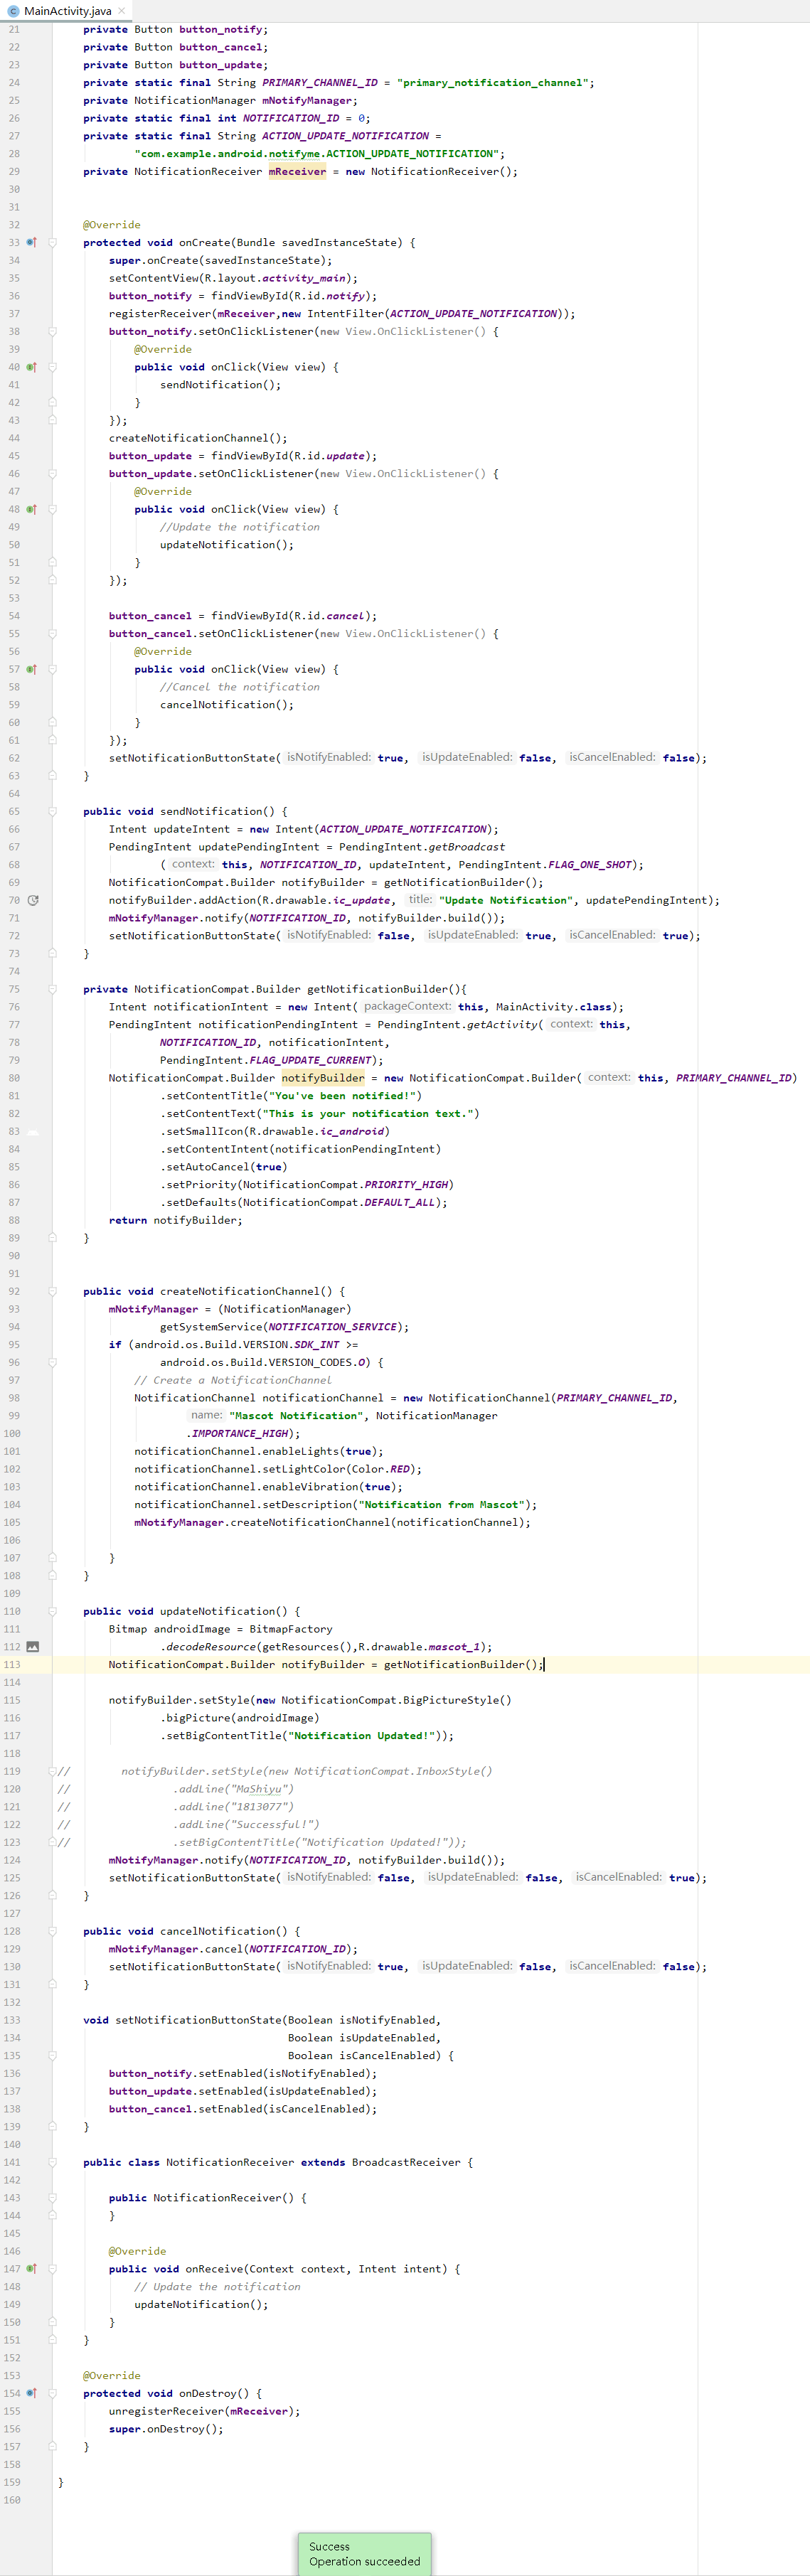 MainActivity.java
21 private Button button_notify;
22 private Button button_cancel;
23 private Button button_update;
24 private static final String PRIMARY_CHANNEL_ID = "primary_notification_channel";
25 private NotificationManager mNotifyManager;
26 private static final int NOTIFICATION_ID = 0;
27 private static final String ACTION_UPDATE_NOTIFICATION =
28 "com.example.android.notifyme.ACTION_UPDATE_NOTIFICATION";
29 private NotificationReceiver mReceiver = new NotificationReceiver();
30
31
32 @Override
33 protected void onCreate(Bundle savedInstanceState) {
34 super.onCreate(savedInstanceState);
35 setContentView(R.layout.activity_main);
36 button_notify = findViewById(R.id.notify);
37 registerReceiver(mReceiver,new IntentFilter(ACTION_UPDATE_NOTIFICATION));
38 button_notify.setOnClickListener(new View.OnClickListener() {
39 @Override
40 public void onClick(View view) {
41 sendNotification();
42 }
43 });
44 createNotificationChannel();
45 button_update = findViewById(R.id.update);
46 button_update.setOnClickListener(new View.OnClickListener() {
47 @Override
48 public void onClick(View view) {
49 //Update the notification
50 updateNotification();
51 }
52 });
53
54 button_cancel = findViewById(R.id.cancel);
55 button_cancel.setOnClickListener(new View.OnClickListener() {
56 @Override
57 public void onClick(View view) {
58 //Cancel the notification
59 cancelNotification();
60 }
61 });
62 setNotificationButtonState( isNotifyEnabled: true, isUpdateEnabled: false, isCancelEnabled: false);
63 }
64
65 public void sendNotification() {
66 Intent updateIntent = new Intent(ACTION_UPDATE_NOTIFICATION);
67 PendingIntent updatePendingIntent = PendingIntent.getBroadcast
68 ( context: this, NOTIFICATION_ID, updateIntent, PendingIntent.FLAG_ONE_SHOT);
69 NotificationCompat.Builder notifyBuilder = getNotificationBuilder();
70 notifyBuilder.addAction(R.drawable.ic_update, title: "Update Notification", updatePendingIntent);
71 mNotifyManager.notify(NOTIFICATION_ID, notifyBuilder.build());
72 setNotificationButtonState( isNotifyEnabled: false, isUpdateEnabled: true, isCancelEnabled: true);
73 }
74
75 private NotificationCompat.Builder getNotificationBuilder(){
76 Intent notificationIntent = new Intent( packageContext: this, MainActivity.class);
77 PendingIntent notificationPendingIntent = PendingIntent.getActivity( context: this,
78 NOTIFICATION_ID, notificationIntent,
79 PendingIntent.FLAG_UPDATE_CURRENT);
80 NotificationCompat.Builder notifyBuilder = new NotificationCompat.Builder( context: this, PRIMARY_CHANNEL_ID)
81 .setContentTitle("You've been notified!")
82 .setContentText("This is your notification text.")
83 .setSmallIcon(R.drawable.ic_android)
84 .setContentIntent(notificationPendingIntent)
85 .setAutoCancel(true)
86 .setPriority(NotificationCompat.PRIORITY_HIGH)
87 .setDefaults(NotificationCompat.DEFAULT_ALL);
88 return notifyBuilder;
89 }
90
91
92 public void createNotificationChannel() {
93 mNotifyManager = (NotificationManager)
94 getSystemService(NOTIFICATION_SERVICE);
95 if (android.os.Build.VERSION.SDK_INT >=
96 android.os.Build.VERSION_CODES.O) {
97 // Create a NotificationChannel
98 NotificationChannel notificationChannel = new NotificationChannel(PRIMARY_CHANNEL_ID,
99 name: "Mascot Notification", NotificationManager
100 .IMPORTANCE_HIGH);
101 notificationChannel.enableLights(true);
102 notificationChannel.setLightColor(Color.RED);
103 notificationChannel.enableVibration(true);
104 notificationChannel.setDescription("Notification from Mascot");
105 mNotifyManager.createNotificationChannel(notificationChannel);
106
107 }
108 }
109
110 public void updateNotification() {
111 Bitmap androidImage = BitmapFactory
112 .decodeResource(getResources(),R.drawable.mascot_1);
113 NotificationCompat.Builder notifyBuilder = getNotificationBuilder();
114
115 notifyBuilder.setStyle(new NotificationCompat.BigPictureStyle()
116 .bigPicture(androidImage)
117 .setBigContentTitle("Notification Updated!"));
118
119 // notifyBuilder.setStyle(new NotificationCompat.InboxStyle()
120 // .addLine("MaShiyu")
121 // .addLine("1813077")
122 // .addLine("Successful!")
123 // .setBigContentTitle("Notification Updated!"));
124 mNotifyManager.notify(NOTIFICATION_ID, notifyBuilder.build());
125 setNotificationButtonState( isNotifyEnabled: false, isUpdateEnabled: false, isCancelEnabled: true);
126 }
127
128 public void cancelNotification() {
129 mNotifyManager.cancel(NOTIFICATION_ID);
130 setNotificationButtonState( isNotifyEnabled: true, isUpdateEnabled: false, isCancelEnabled: false);
131 }
132
133 void setNotificationButtonState(Boolean isNotifyEnabled,
134 Boolean isUpdateEnabled,
135 Boolean isCancelEnabled) {
136 button_notify.setEnabled(isNotifyEnabled);
137 button_update.setEnabled(isUpdateEnabled);
138 button_cancel.setEnabled(isCancelEnabled);
139 }
140
141 public class NotificationReceiver extends BroadcastReceiver {
142
143 public NotificationReceiver() {
144 }
145
146 @Override
147 public void onReceive(Context context, Intent intent) {
148 // Update the notification
149 updateNotification();
150 }
151 }
152
153 @Override
154 protected void onDestroy() {
155 unregisterReceiver(mReceiver);
156 super.onDestroy();
157 }
158
159 }
160
Success
Operation succeeded